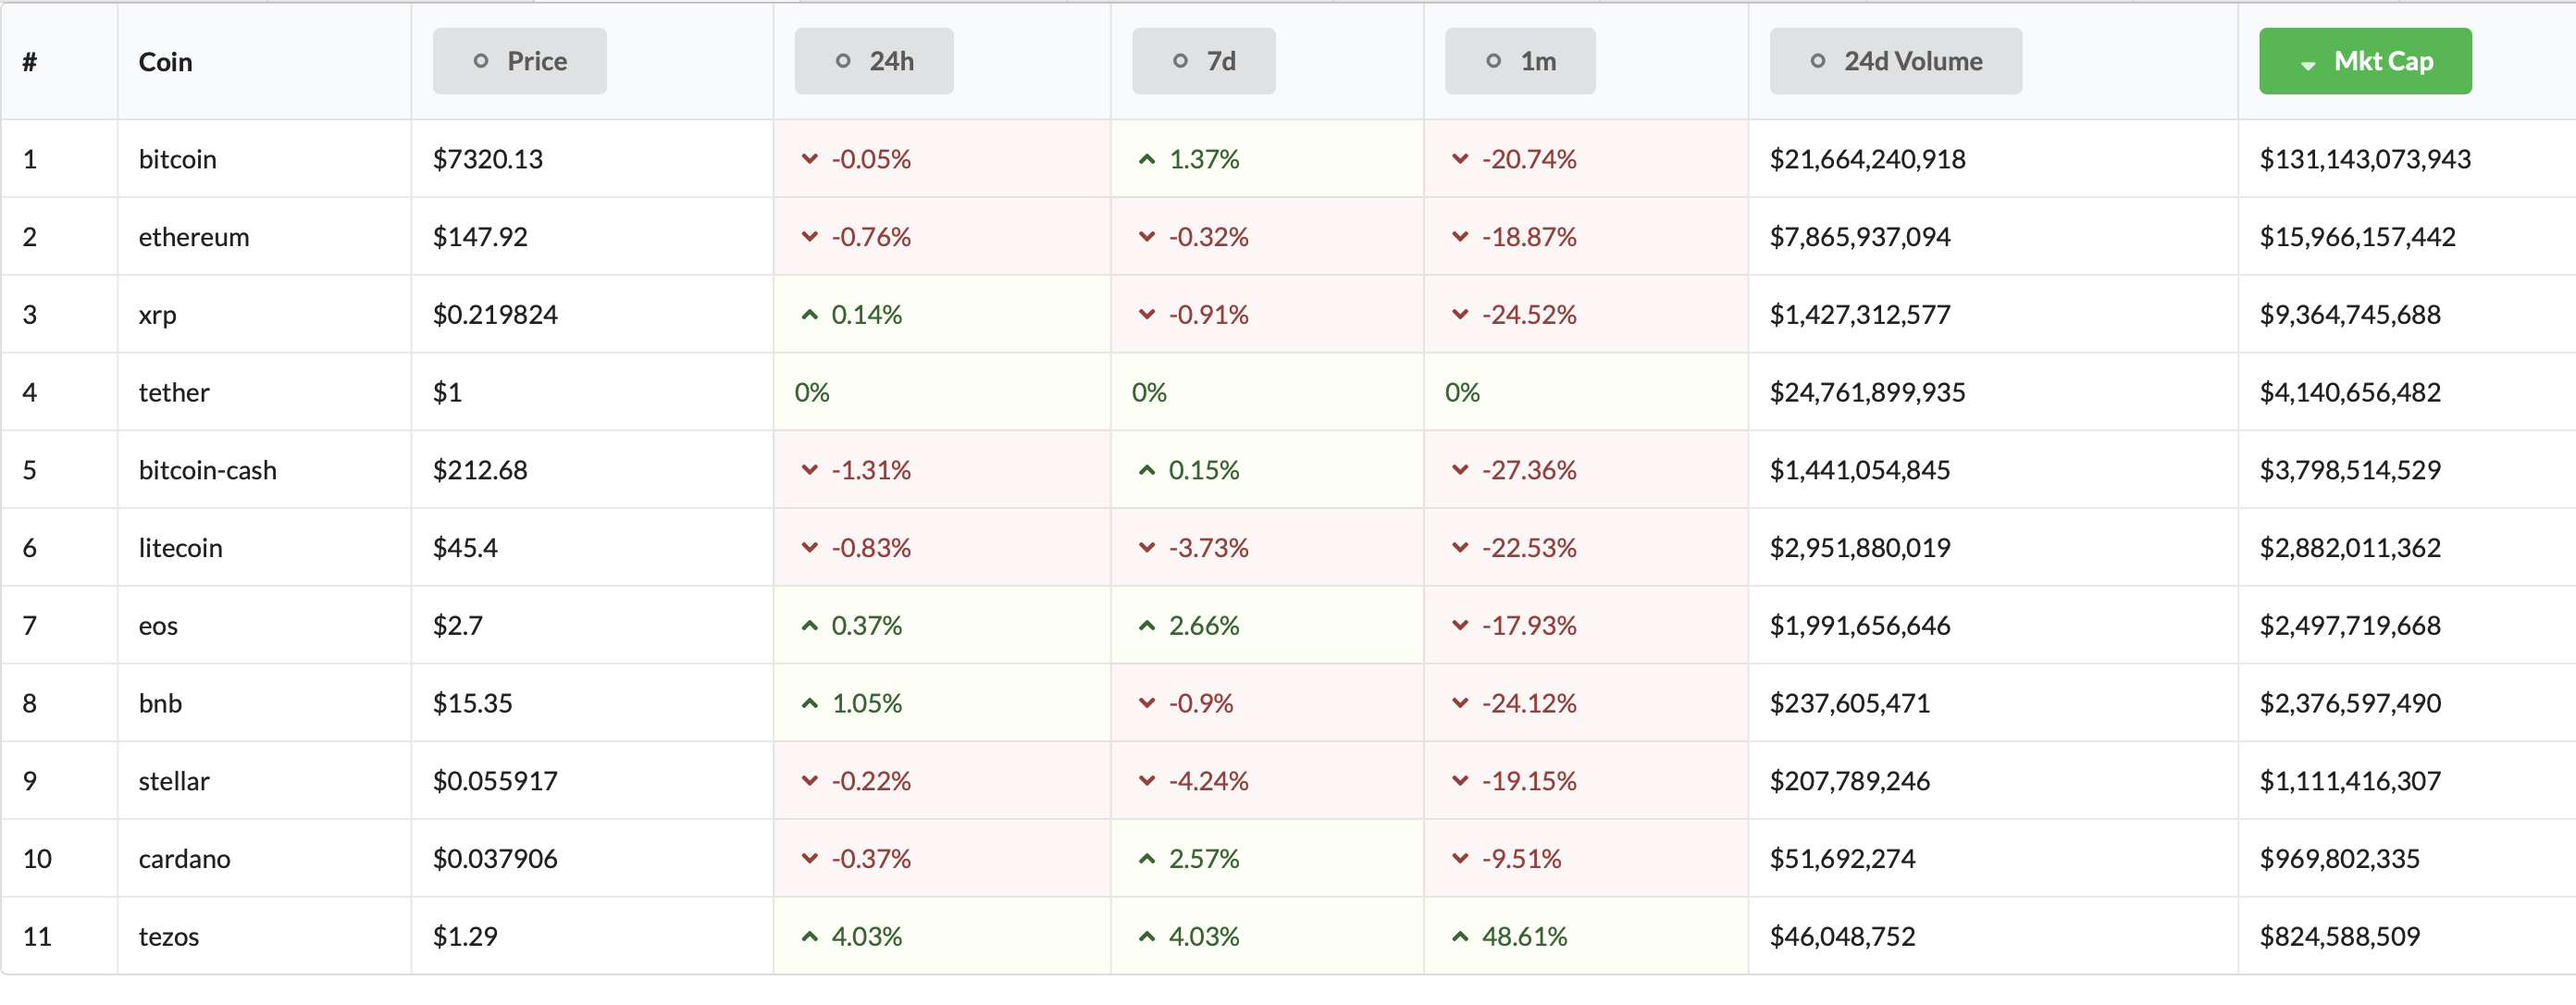 # Coin Price 24h 7d 1m 24d Volume Mkt Cap
1 bitcoin $7320.13 -0.05% 1.37% -20.74% $21,664,240,918 $131,143,073,943
2 ethereum $147.92 -0.76% -0.32% -18.87% $7,865,937,094 $15,966,157,442
3 xrp $0.219824 0.14% -0.91% -24.52% $1,427,312,577 $9,364,745,688
4 tether $1 0% 0% 0% $24,761,899,935 $4,140,656,482
5 bitcoin-cash $212.68 -1.31% 0.15% -27.36% $1,441,054,845 $3,798,514,529
6 litecoin $45.4 -0.83% -3.73% -22.53% $2,951,880,019 $2,882,011,362
7 eos $2.7 0.37% 2.66% -17.93% $1,991,656,646 $2,497,719,668
8 bnb $15.35 1.05% -0.9% -24.12% $237,605,471 $2,376,597,490
9 stellar $0.055917 -0.22% -4.24% -19.15% $207,789,246 $1,111,416,307
10 cardano $0.037906 -0.37% 2.57% -9.51% $51,692,274 $969,802,335
11 tezos $1.29 4.03% 4.03% 48.61% $46,048,752 $824,588,509